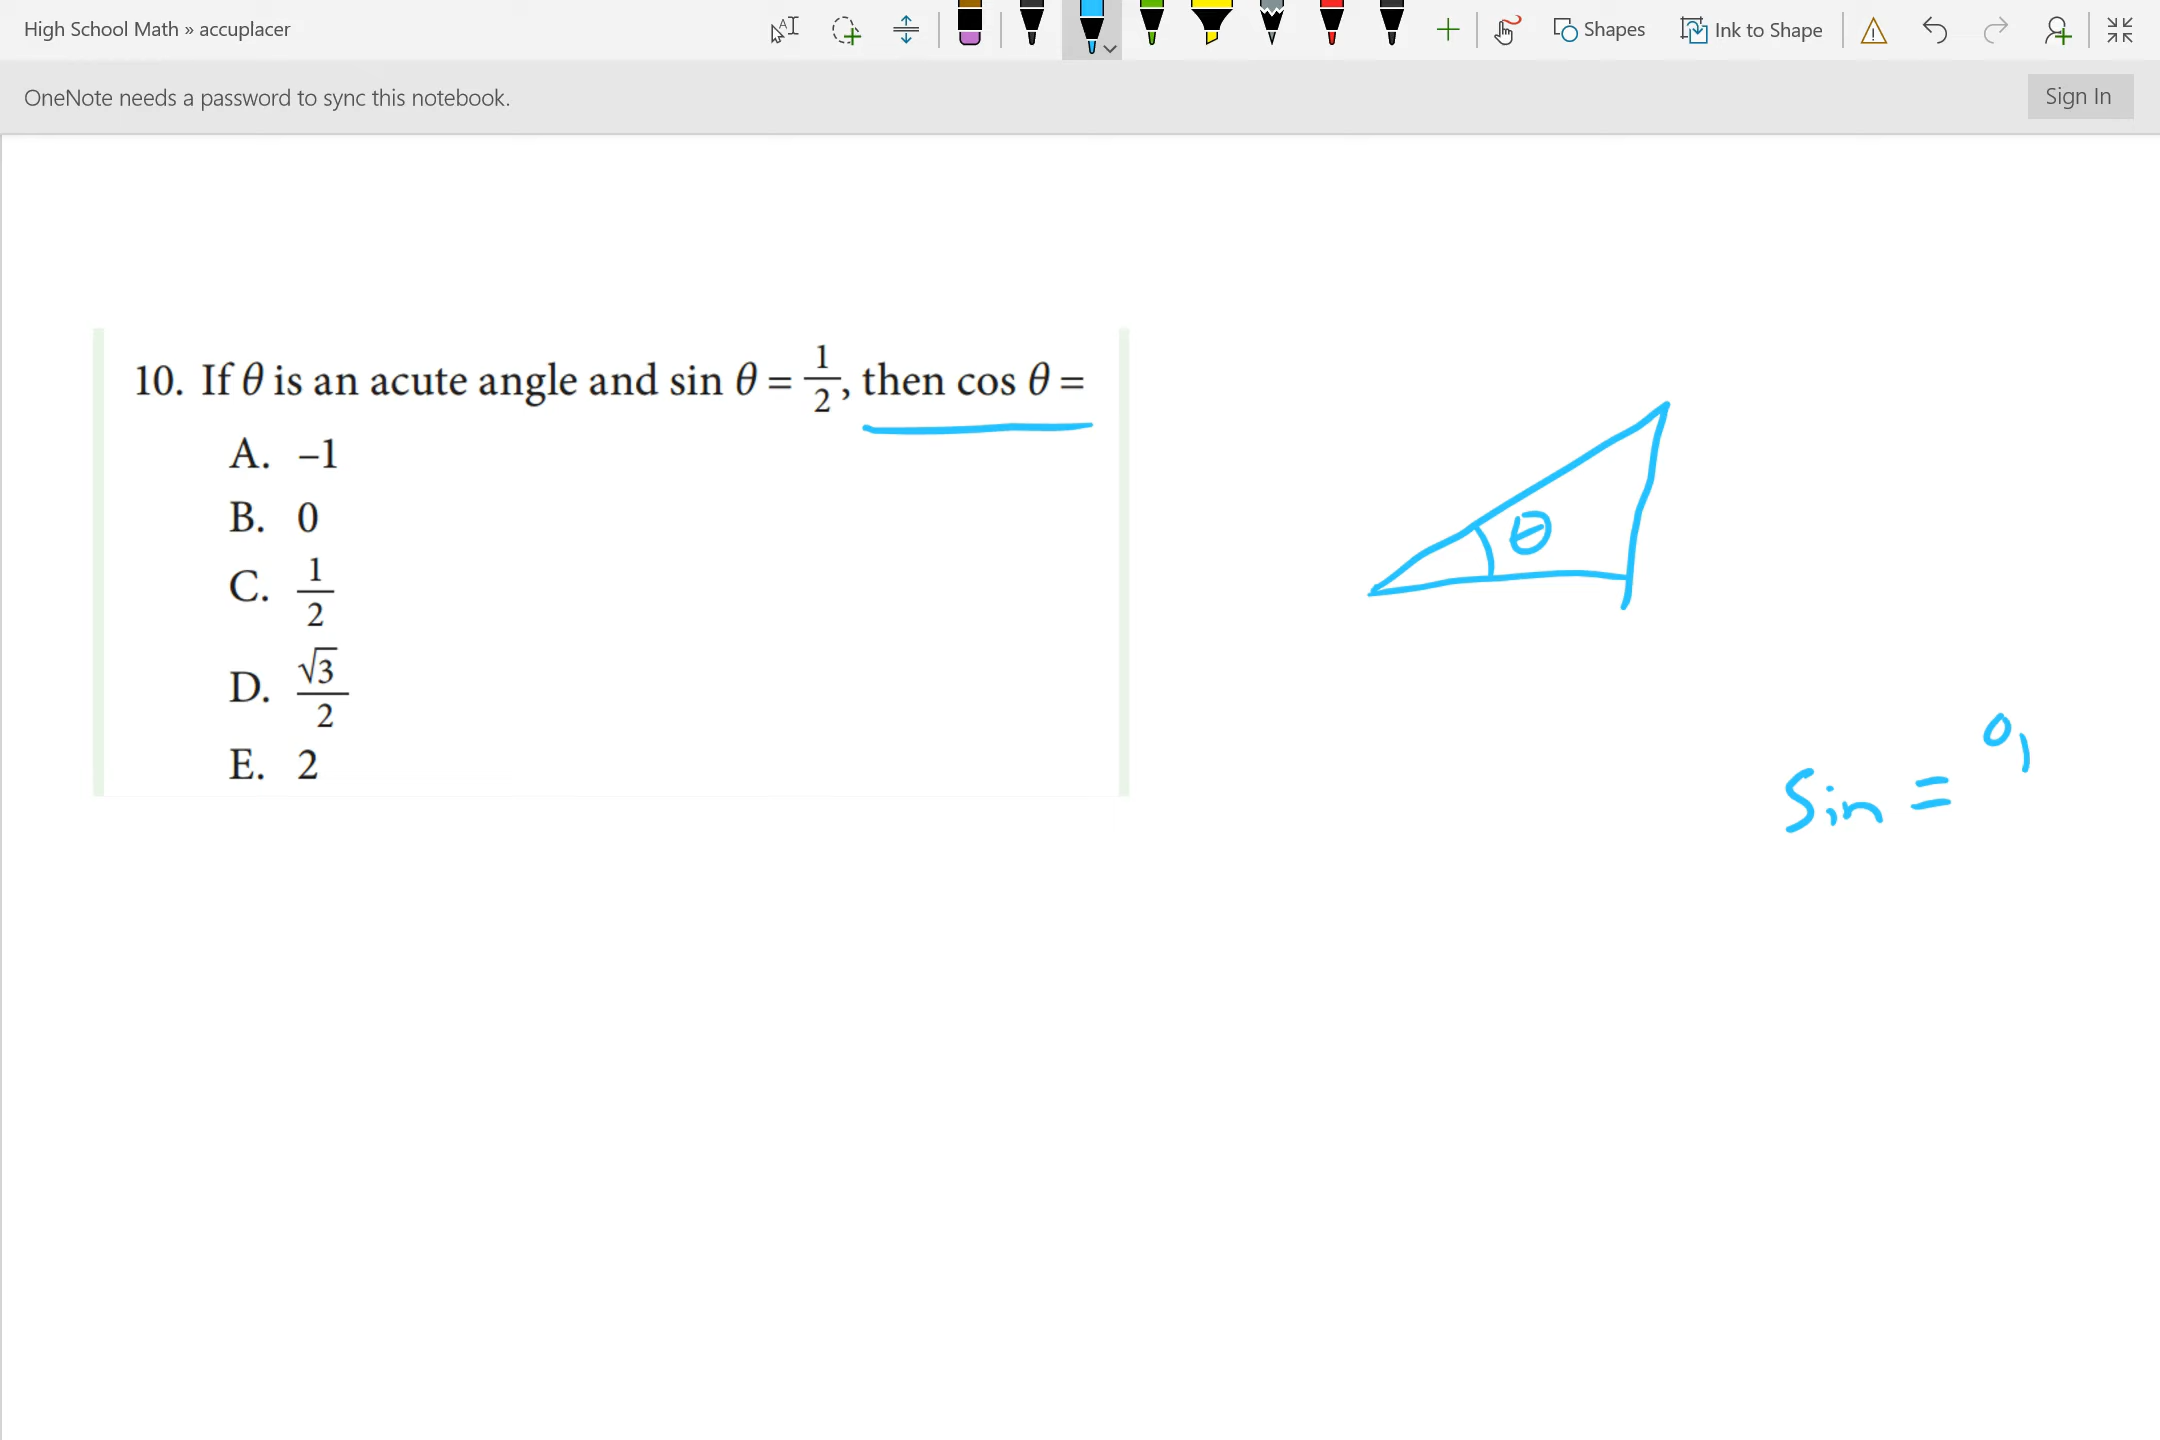 High School Math » accuplacer
Shapes
Ink to Shape
OneNote needs a password to sync this notebook.
Sign In
10. If θ is an acute angle and sin θ = 1/2, then cos θ =
A. –1
B. 0
C. 1/2
D. √3/2
E. 2
θ
Sin =